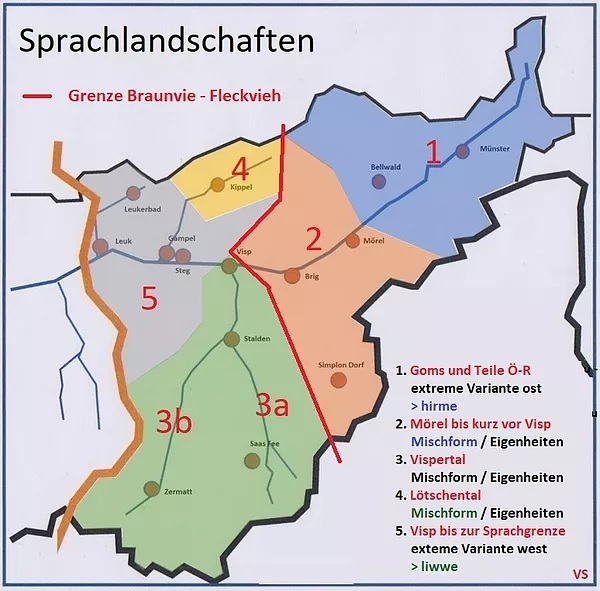 Sprachlandschaften
Grenze Braunvie - Fleckvieh
1
Münster
Bellwald
4
Kippel
Leukerbad
2
Mörel
Leuk
Gampel
Steg
Visp
Brig
5
Stalden
Simplon Dorf
3b
3a
Saas Fee
Zermatt
1. Goms und Teile Ö-R
extreme Variante ost
> hirme
2. Mörel bis kurz vor Visp
Mischform / Eigenheiten
3. Vispertal
Mischform / Eigenheiten
4. Lötschental
Mischform / Eigenheiten
5. Visp bis zur Sprachgrenze
exteme Variante west
> liwwe
VS